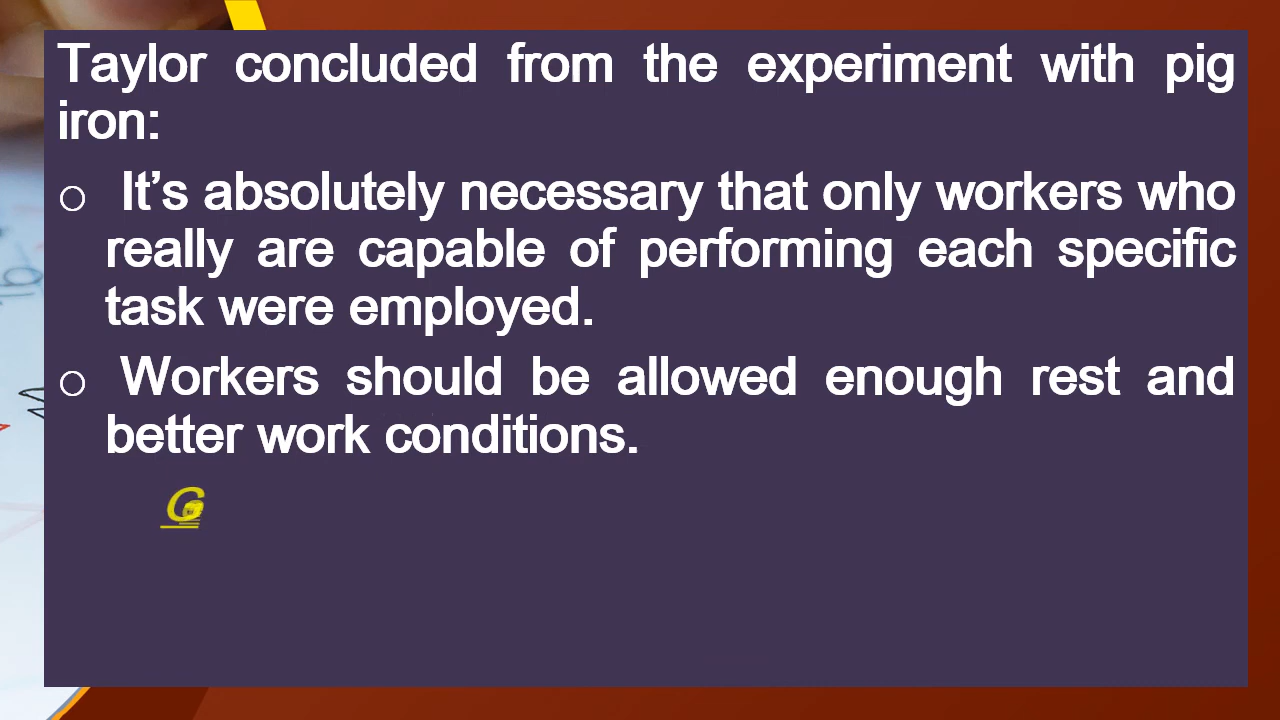 Taylor concluded from the experiment with pig
iron:
o It's absolutely necessary that only workers who
really are capable of performing each specific
task were employed.
o Workers should be allowed enough rest and
better work conditions.
G